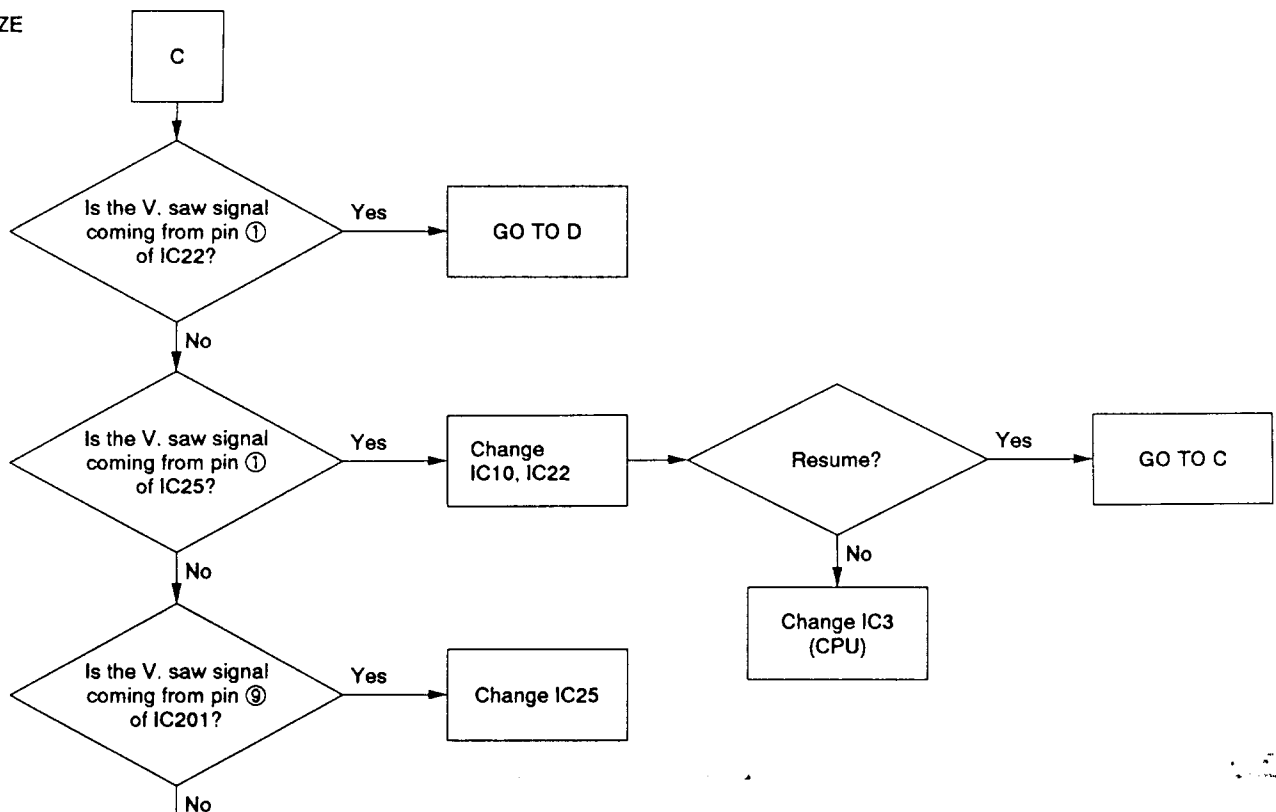 ZE
C
Is the V. saw signal
coming from pin ①
of IC22?
Yes
GO TO D
No
Is the V. saw signal
coming from pin ①
of IC25?
Yes
Change
IC10, IC22
Resume?
Yes
GO TO C
No
No
Change IC3
(CPU)
Is the V. saw signal
coming from pin ⑨
of IC201?
Yes
Change IC25
No